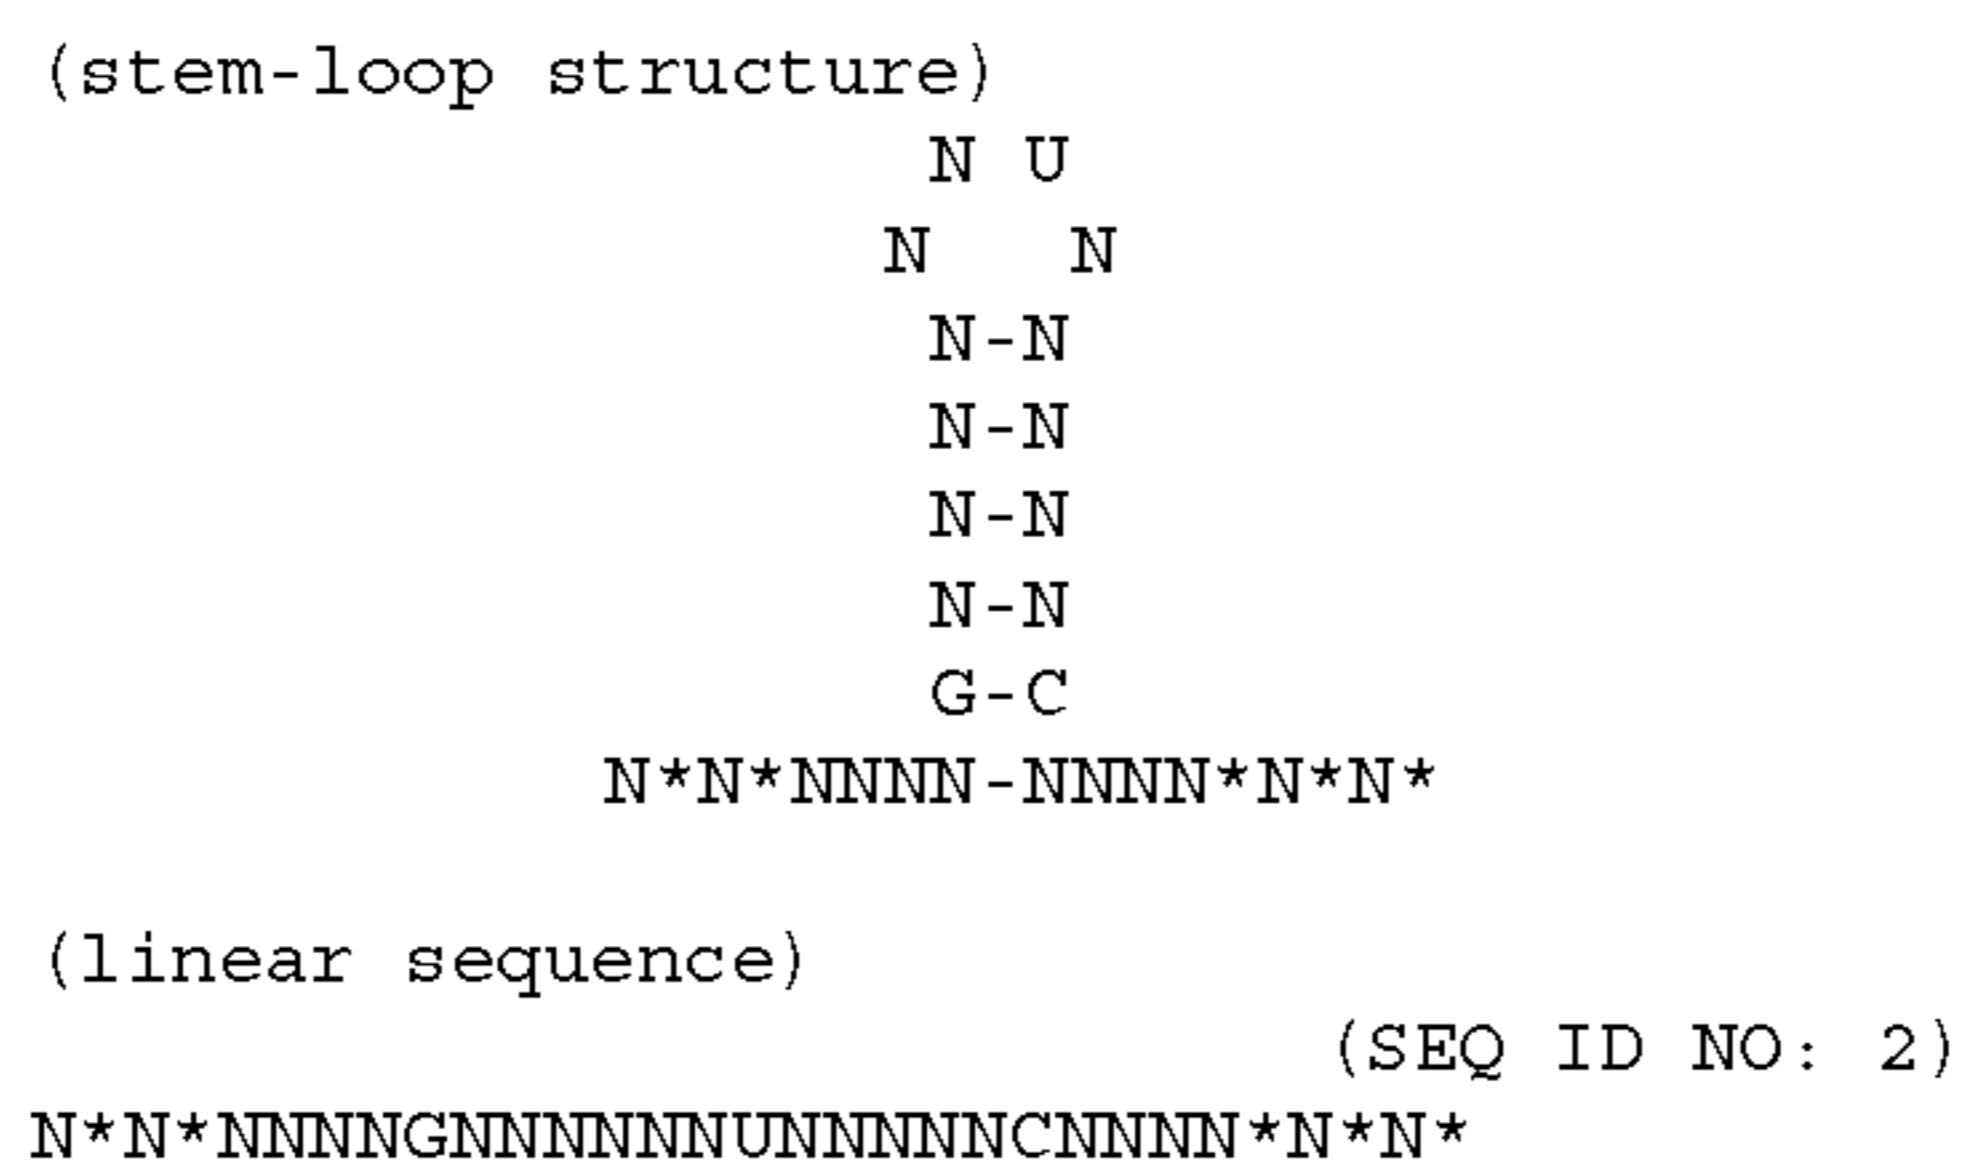 (stem-loop structure)
N U
N N
N-N
N-N
N-N
N-N
G-C
N*N*NNNN-NNNN*N*N*
(linear sequence)
(SEQ ID NO: 2)
N*N*NNNNGNNNNNNUNNNNNCNNNN*N*N*